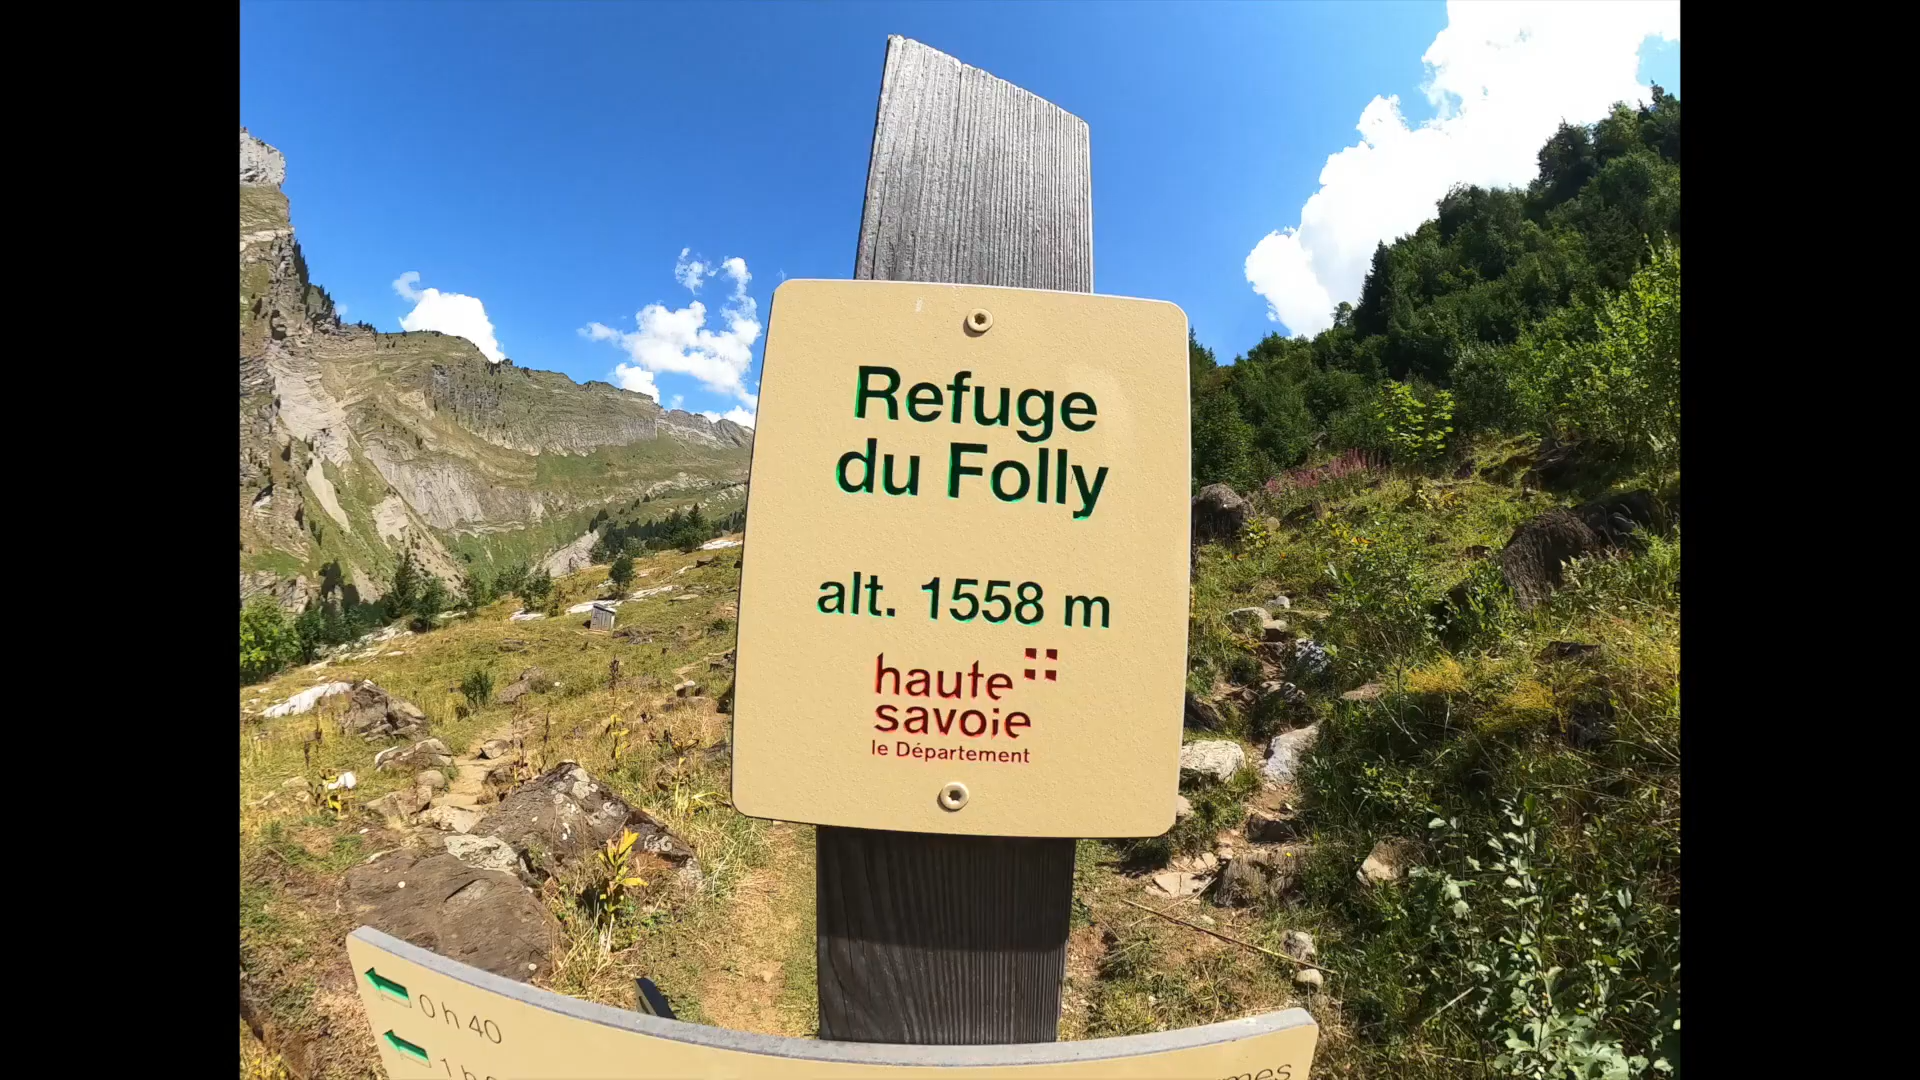 Refuge
du Folly
alt. 1558 m
haute
savoie
le Département
0 h 40